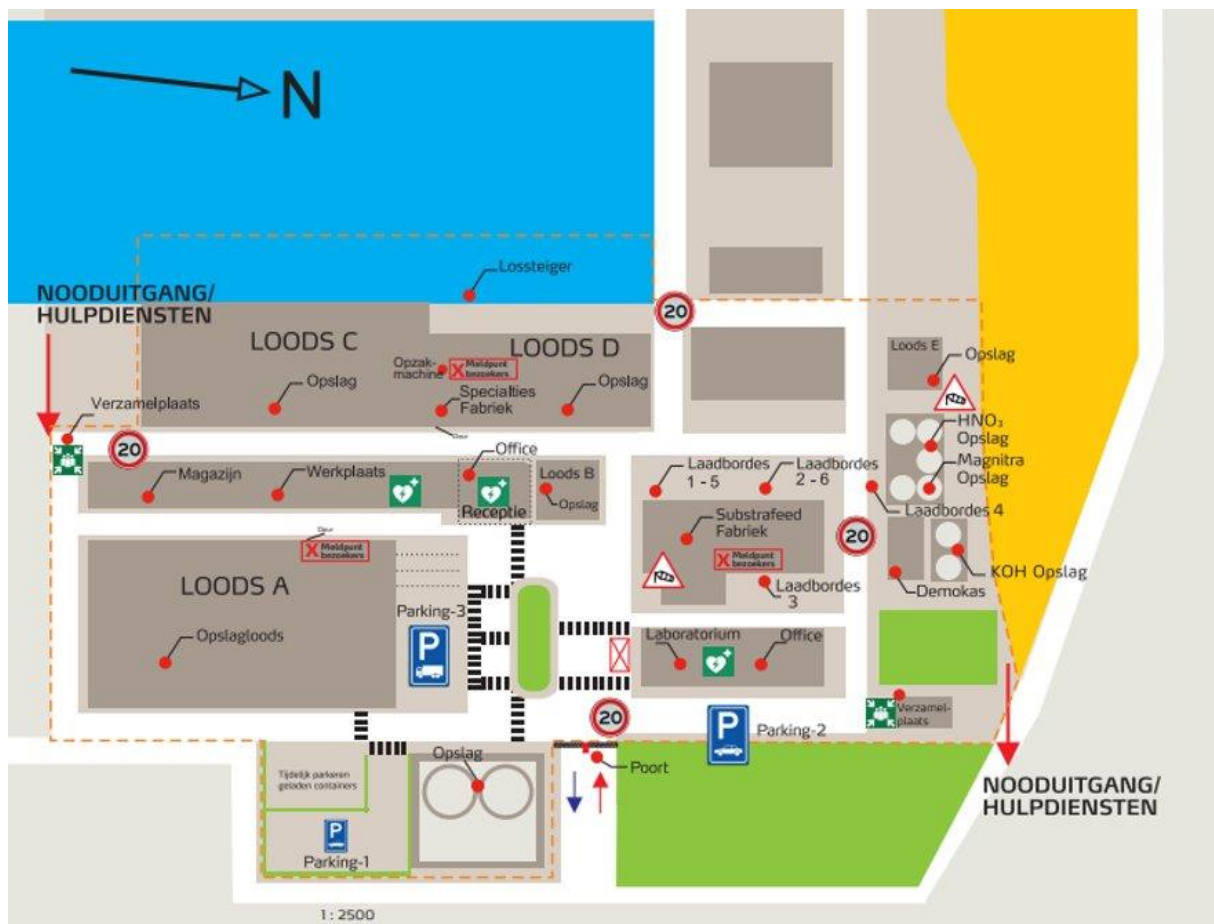 N
Lossteiger
NOODUITGANG/
HULPDIENSTEN
20
LOODS C
LOODS D
Loods E
Opslag
Opzak-
machine
X Meldpunt
bezoekers
Opslag
Specialties
Fabriek
Opslag
Verzamelplaats
HNO₃
Opslag
Deur
20
Office
Magazijn
Werkplaats
Loods B
Opslag
Receptie
Laadbordes
1 - 5
Laadbordes
2 - 6
Magnitra
Opslag
Laadbordes 4
Substrafeed
Fabriek
20
Deur
X Meldpunt
bezoekers
X Meldpunt
bezoekers
LOODS A
KOH Opslag
Laadbordes
3
Demokas
Parking-3
P
Opslagloods
Laboratorium
Office
20
P
Parking-2
Verzamel-
plaats
Opslag
Poort
Tijdelijk parkeren
geladen containers
P
Parking-1
NOODUITGANG/
HULPDIENSTEN
1 : 2500